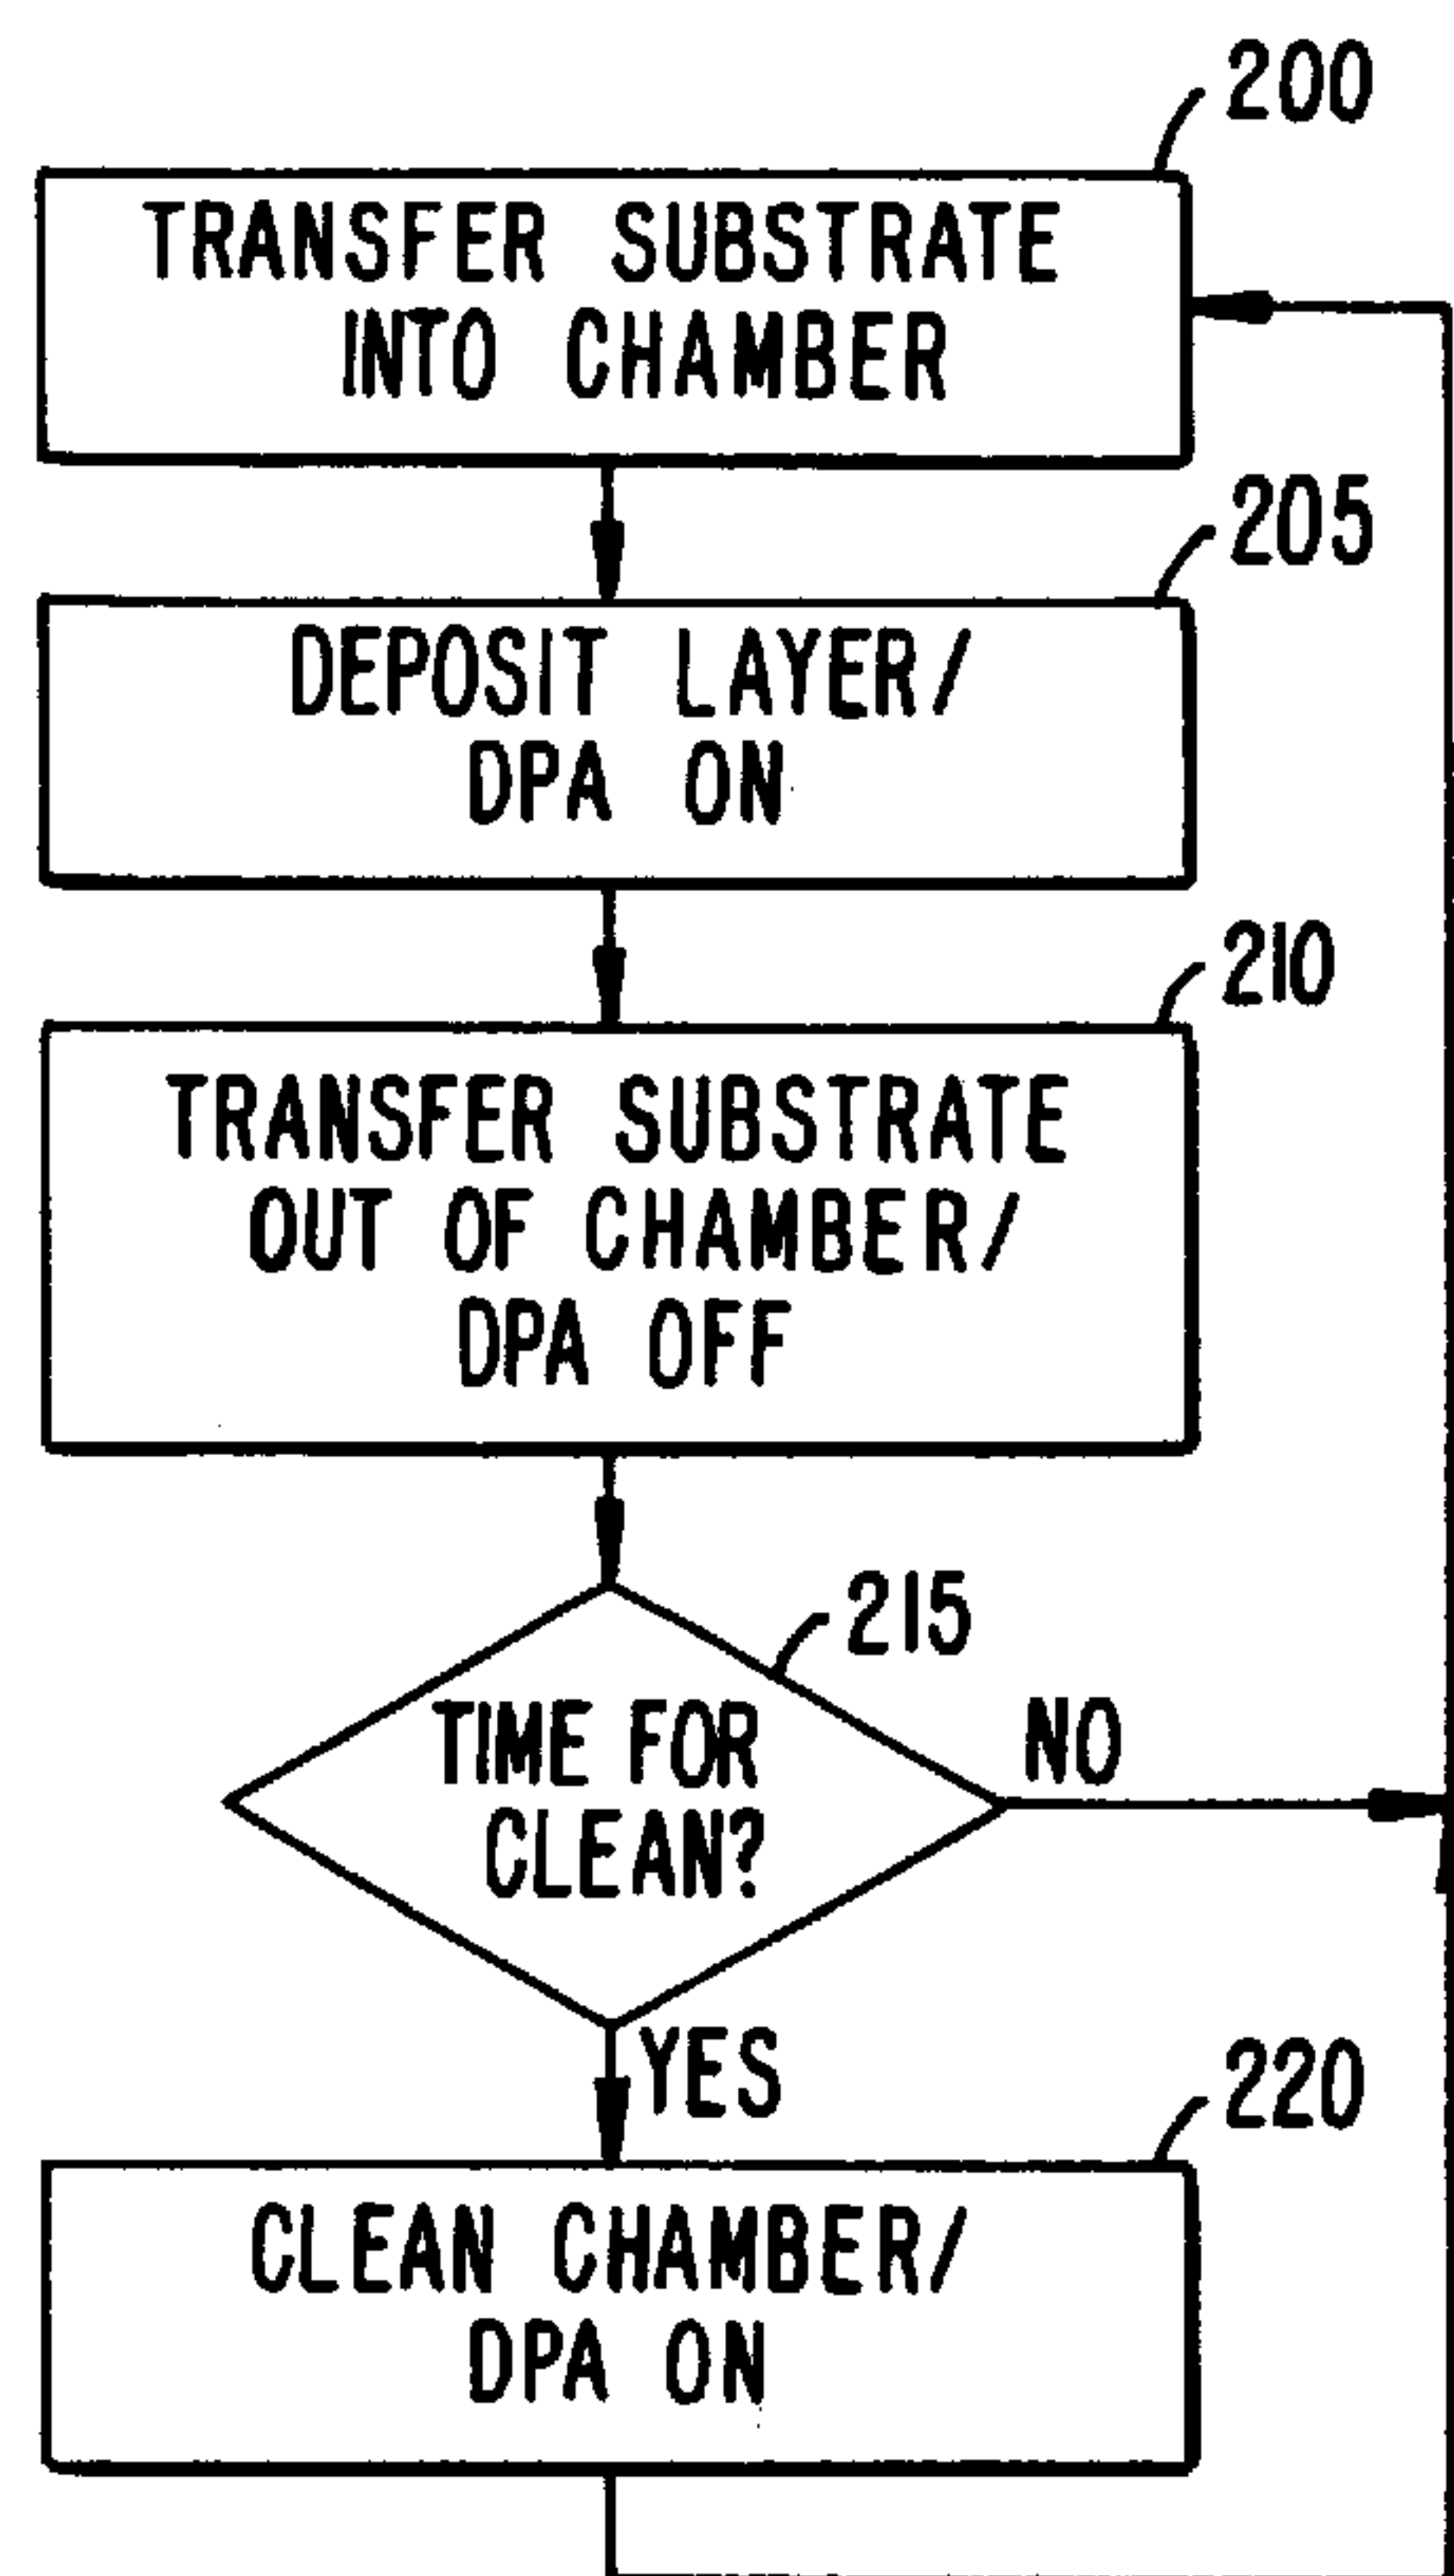 200
TRANSFER SUBSTRATE
INTO CHAMBER
205
DEPOSIT LAYER/
DPA ON
210
TRANSFER SUBSTRATE
OUT OF CHAMBER/
DPA OFF
215
TIME FOR
CLEAN?
NO
YES
220
CLEAN CHAMBER/
DPA ON